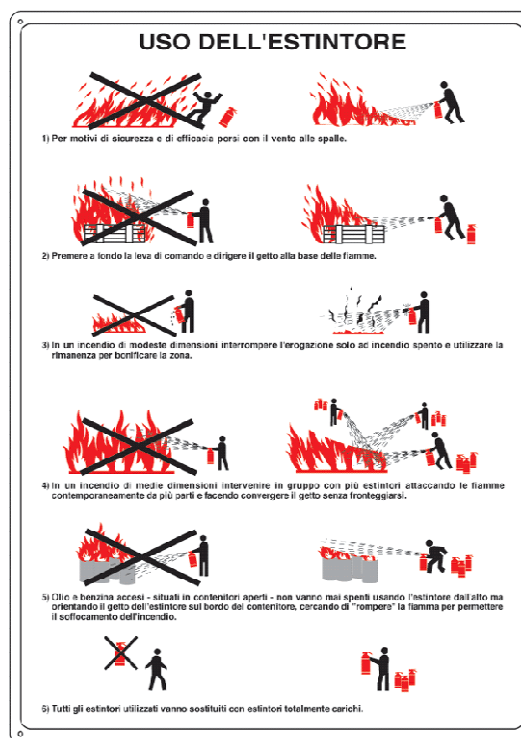 USO DELL'ESTINTORE
1) Per motivi di sicurezza e di efficacia porsi con il vento alle spalle.
2) Premere a fondo la leva di comando e dirigere il getto alla base delle fiamme.
3) In un incendio di modeste dimensioni interrompere l'erogazione solo ad incendio spento e utilizzare la
rimanenza per bonificare la zona.
4) In un incendio di medie dimensioni intervenire in gruppo con più estintori attaccando le fiamme
contemporaneamente da più parti e facendo convergere il getto senza fronteggiarsi.
5) Olio e benzina accesi - situati in contenitori aperti - non vanno mai spenti usando l'estintore dall'alto ma
orientando il getto dell'estintore sul bordo del contenitore, cercando di "rompere" la fiamma per permettere
il soffocamento dell'incendio.
6) Tutti gli estintori utilizzati vanno sostituiti con estintori totalmente carichi.